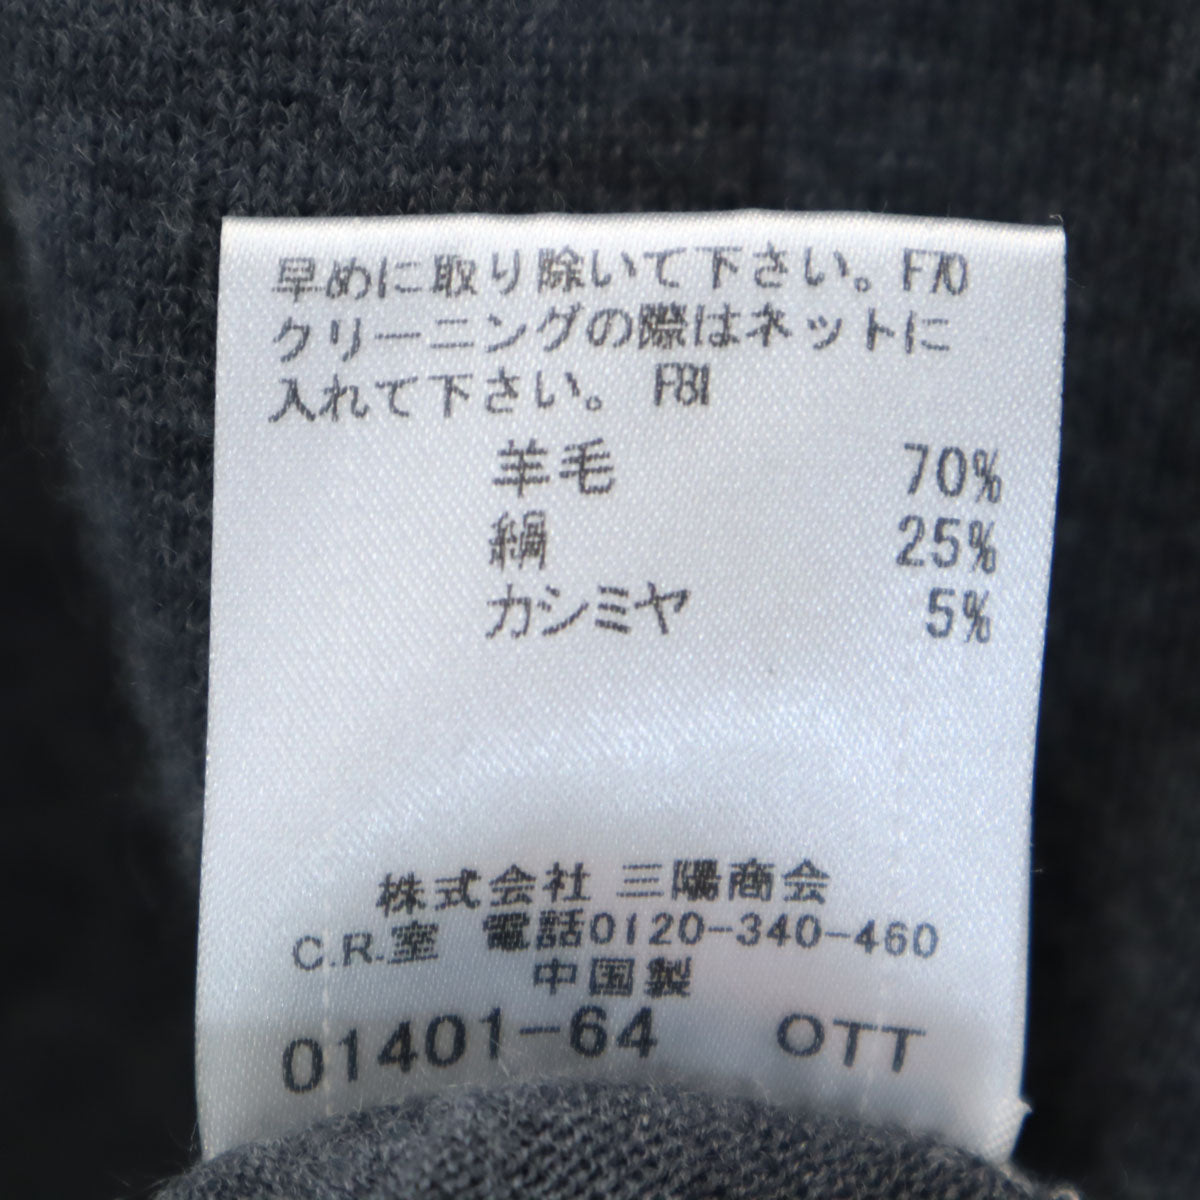 早めに取り除いて下さい。F70
クリーニングの際はネットに
入れて下さい。 F81
羊毛 70%
絹 25%
カシミヤ 5%
株式会社 三陽商会
C.R.室 電話0120-340-460
中国製
01401-64 OTT